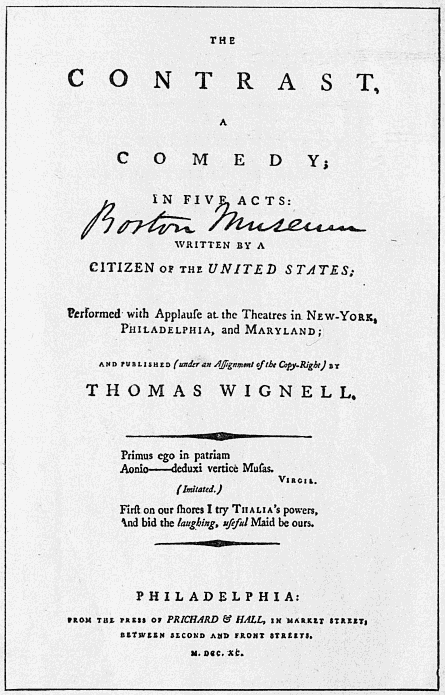 THE
CONTRAST,
A
COMEDY;
IN FIVE ACTS:
Boston Museum
WRITTEN BY A
CITIZEN OF THE UNITED STATES;
Performed with Applauſe at the Theatres in NEW-YORK,
PHILADELPHIA, and MARYLAND;
AND PUBLISHED (under an Aſſignment of the Copy-Right) BY
THOMAS WIGNELL.
Primus ego in patriam
Aonio——deduxi vertice Muſas.
VIRGIL.
(Imitated.)
Firſt on our ſhores I try THALIA's powers,
And bid the laughing, uſeful Maid be ours.
PHILADELPHIA:
FROM THE PRESS OF PRICHARD & HALL, IN MARKET STREET;
BETWEEN SECOND AND FRONT STREETS.
M. DCC. XC.